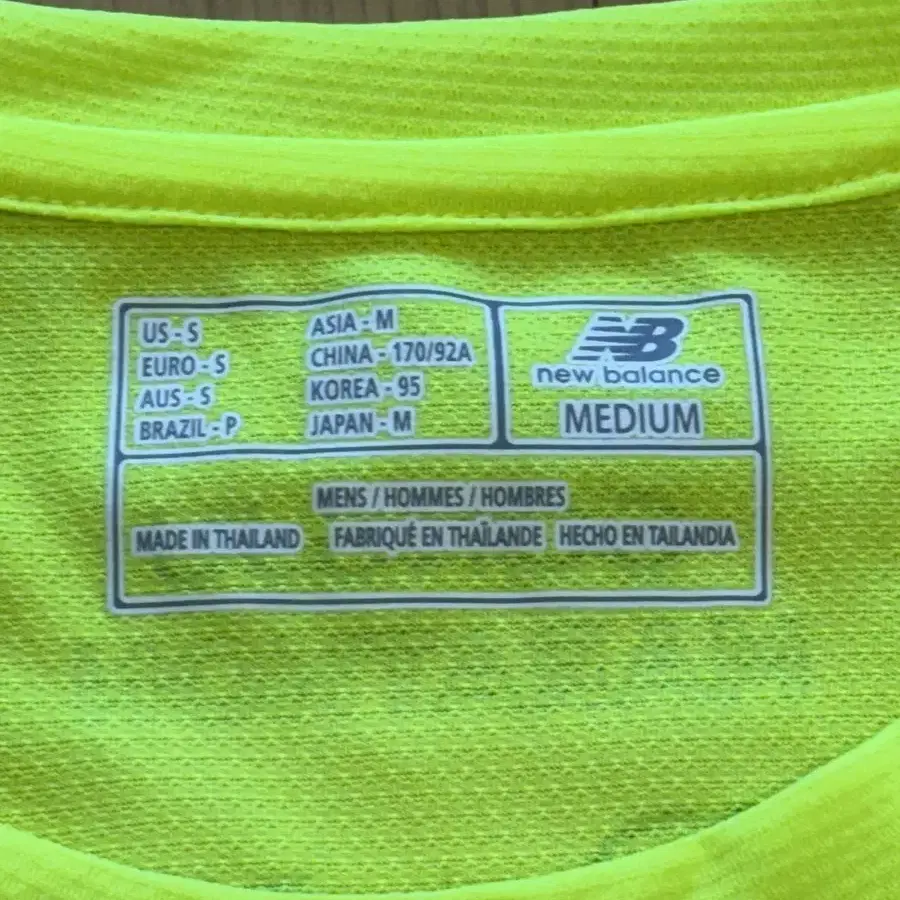 US - S
EURO - S
AUS - S
BRAZIL - P
ASIA - M
CHINA - 170/92A
KOREA - 95
JAPAN - M
NB
new balance
MEDIUM
MENS / HOMMES / HOMBRES
MADE IN THAILAND FABRIQUÉ EN THAÏLANDE HECHO EN TAILANDIA